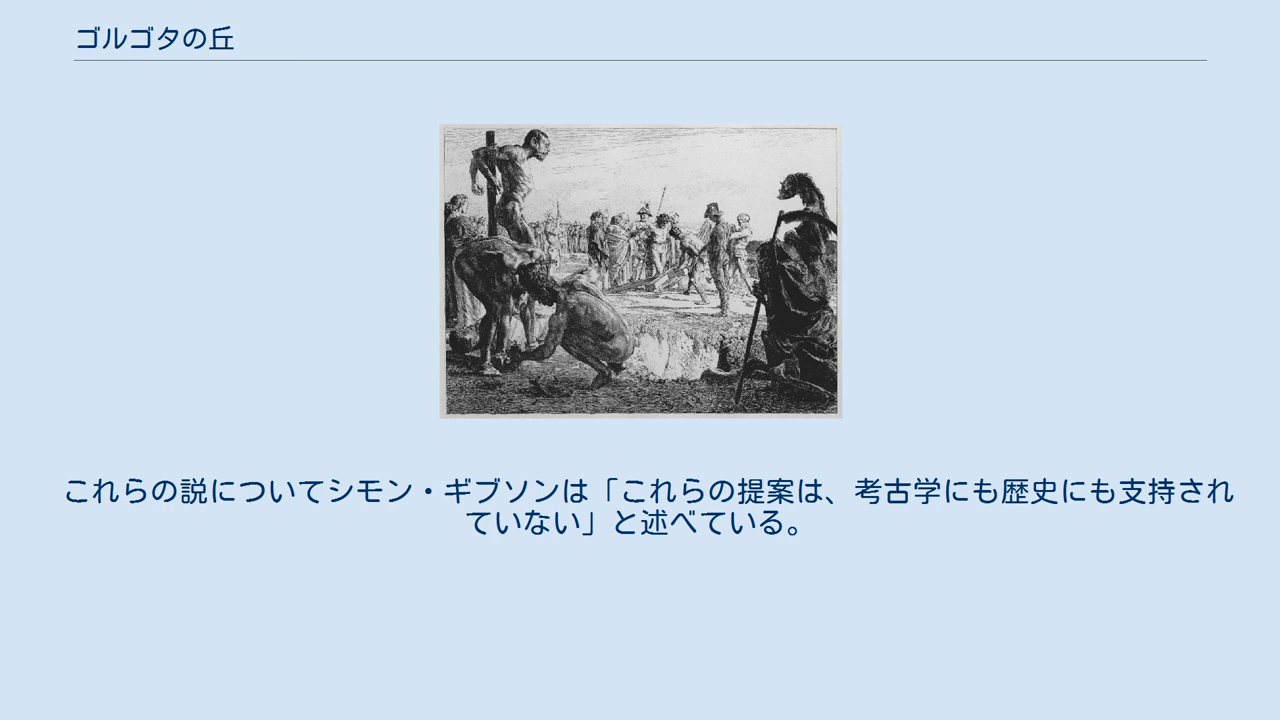 ゴルゴタの丘
これらの説についてシモン・ギブソンは「これらの提案は、考古学にも歴史にも支持され
ていない」と述べている。